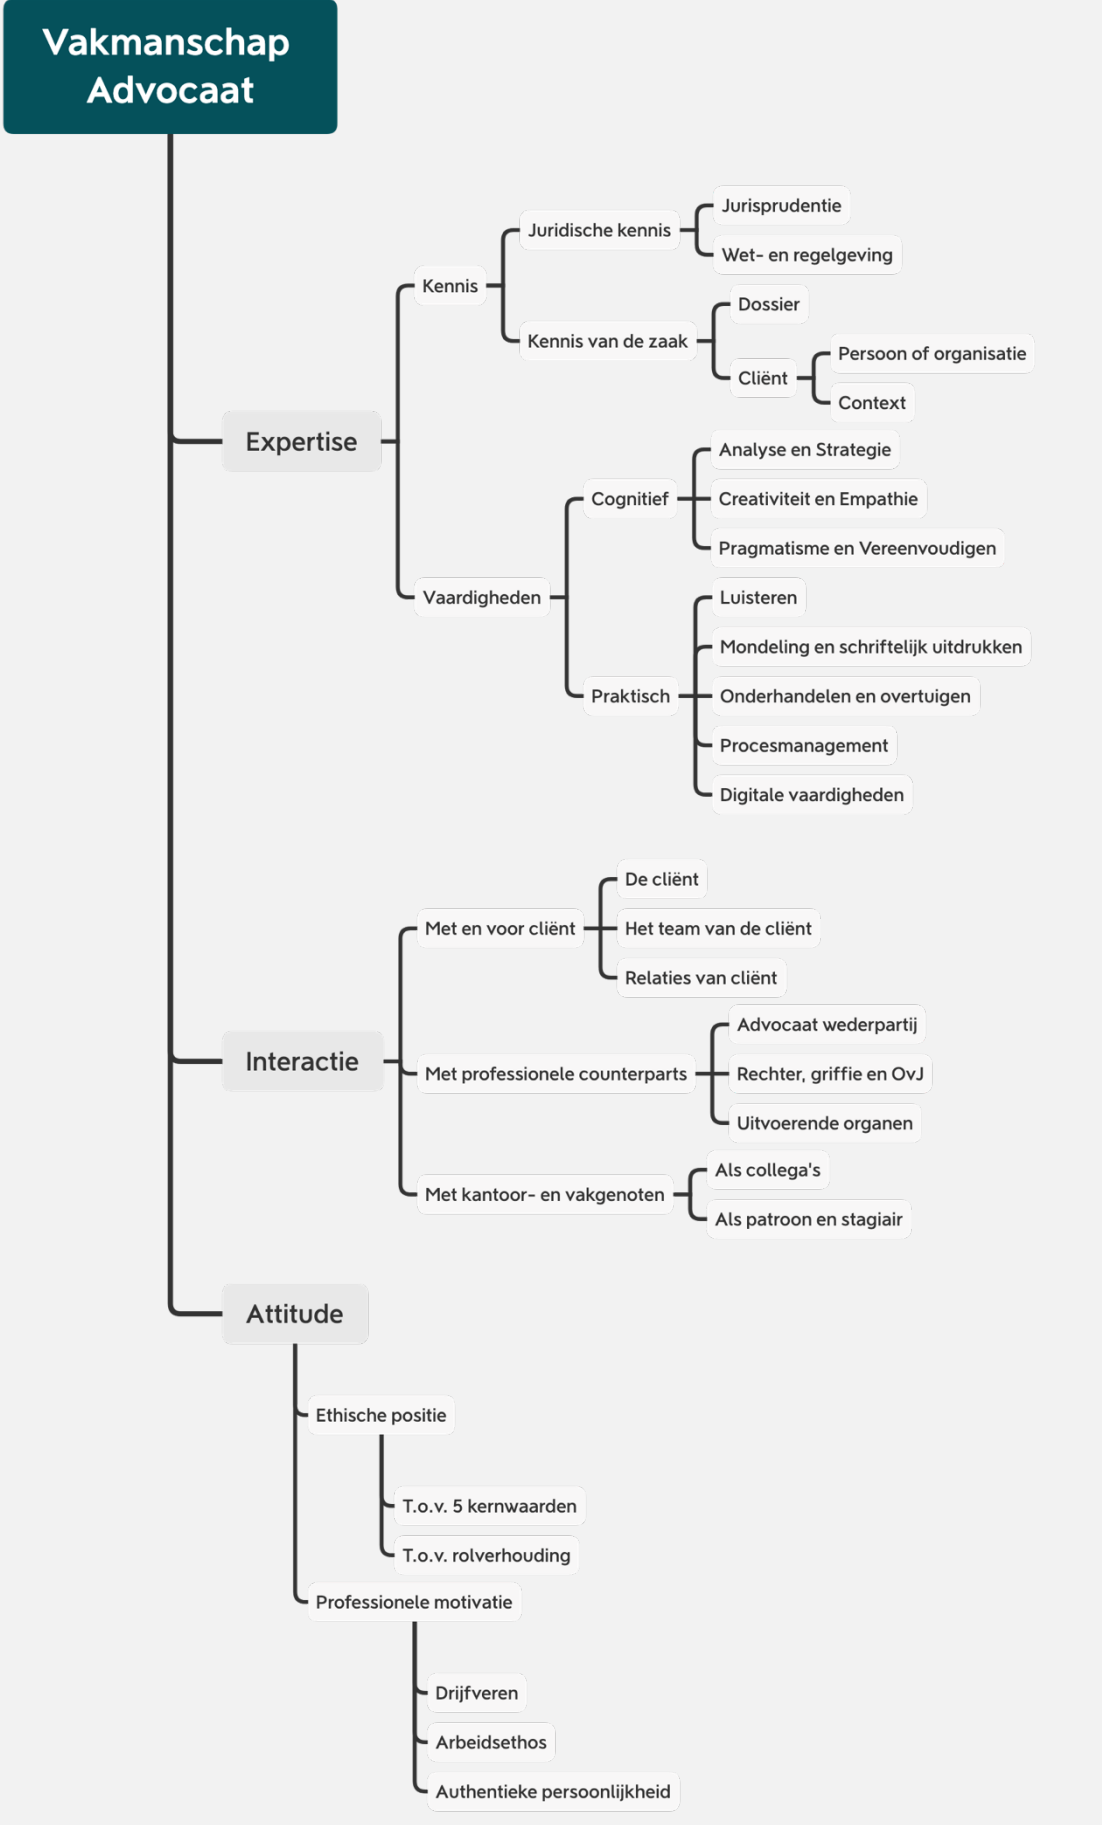 Vakmanschap
Advocaat
Expertise
Kennis
Juridische kennis
Jurisprudentie
Wet- en regelgeving
Kennis van de zaak
Dossier
Cliënt
Persoon of organisatie
Context
Vaardigheden
Cognitief
Analyse en Strategie
Creativiteit en Empathie
Pragmatisme en Vereenvoudigen
Praktisch
Luisteren
Mondeling en schriftelijk uitdrukken
Onderhandelen en overtuigen
Procesmanagement
Digitale vaardigheden
Interactie
Met en voor cliënt
De cliënt
Het team van de cliënt
Relaties van cliënt
Met professionele counterparts
Advocaat wederpartij
Rechter, griffie en OvJ
Uitvoerende organen
Met kantoor- en vakgenoten
Als collega's
Als patroon en stagiair
Attitude
Ethische positie
T.o.v. 5 kernwaarden
T.o.v. rolverhouding
Professionele motivatie
Drijfveren
Arbeidsethos
Authentieke persoonlijkheid